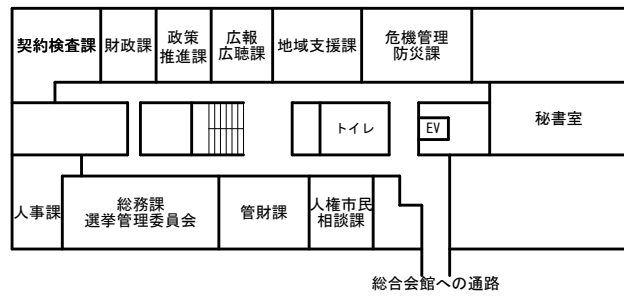 契約検査課
財政課
政策
推進課
広報
広聴課
地域支援課
危機管理
防災課
秘書室
トイレ
EV
人事課
総務課
選挙管理委員会
管財課
人権市民
相談課
総合会館への通路